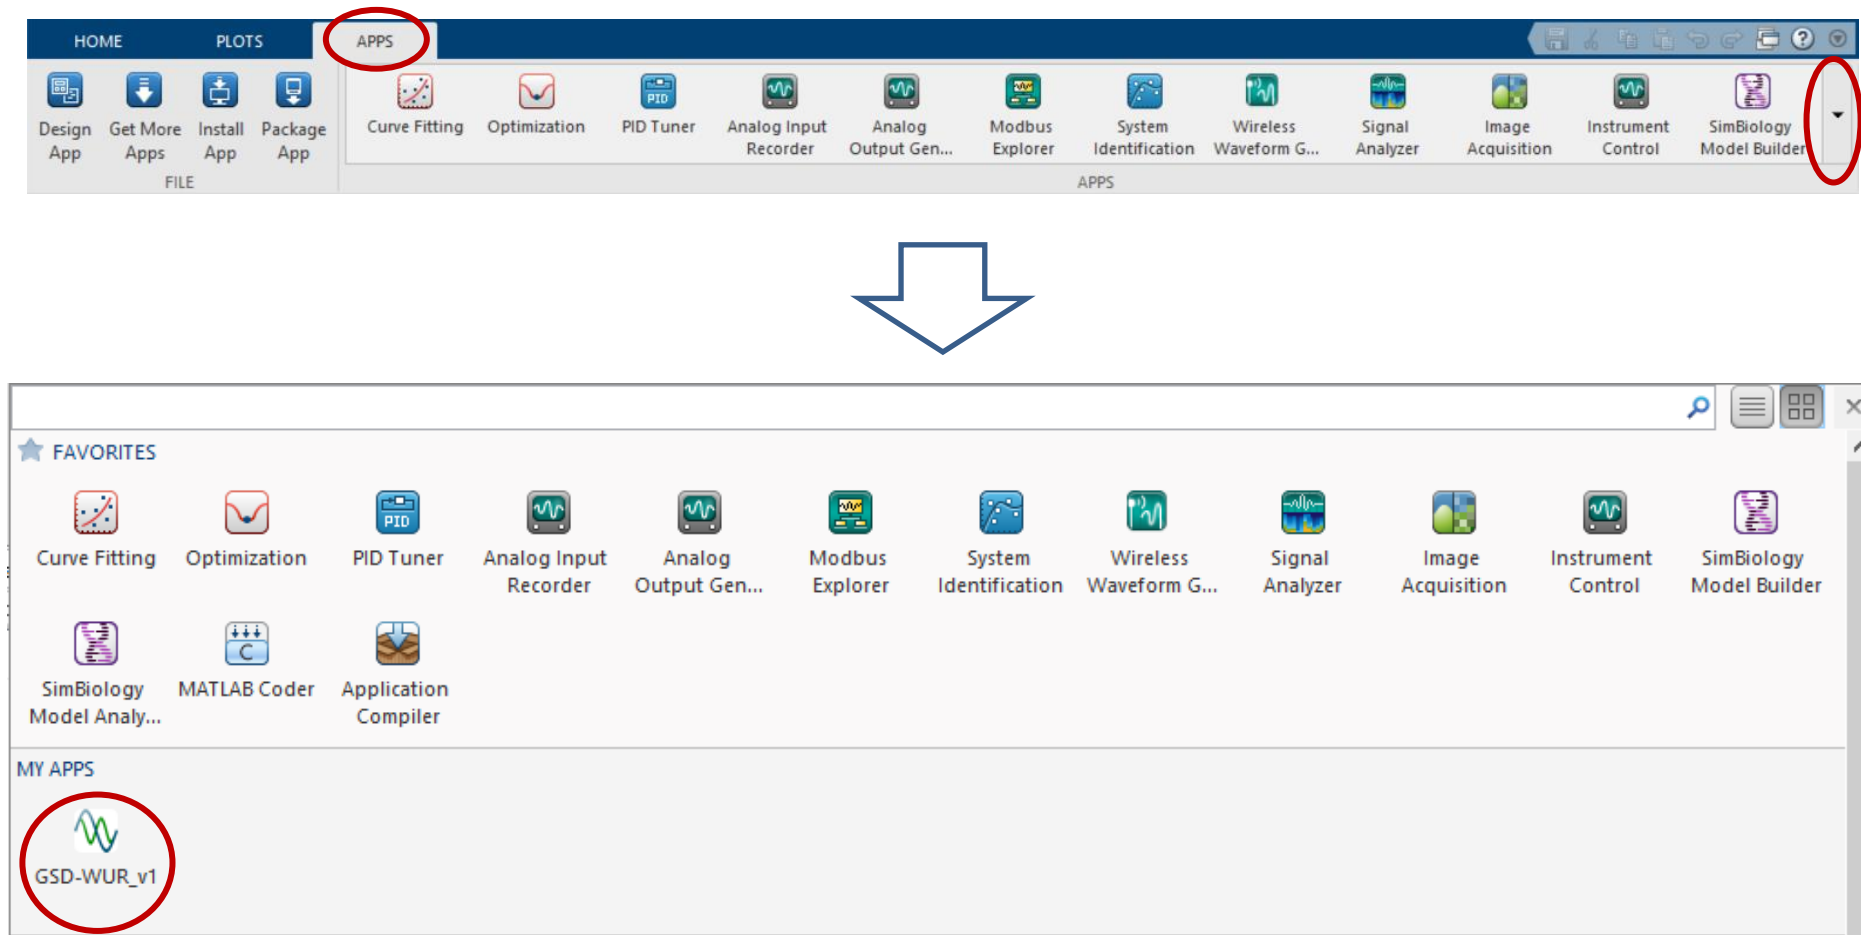 HOME PLOTS APPS
Design App
Get More Apps
Install App
Package App
Curve Fitting
Optimization
PID
PID Tuner
Analog Input Recorder
Analog Output Gen...
Modbus Explorer
System Identification
Wireless Waveform G...
Signal Analyzer
Image Acquisition
Instrument Control
SimBiology Model Builder
FILE APPS
FAVORITES
Curve Fitting
Optimization
PID
PID Tuner
Analog Input Recorder
Analog Output Gen...
Modbus Explorer
System Identification
Wireless Waveform G...
Signal Analyzer
Image Acquisition
Instrument Control
SimBiology Model Builder
SimBiology Model Analy...
C
MATLAB Coder
Application Compiler
MY APPS
GSD-WUR_v1